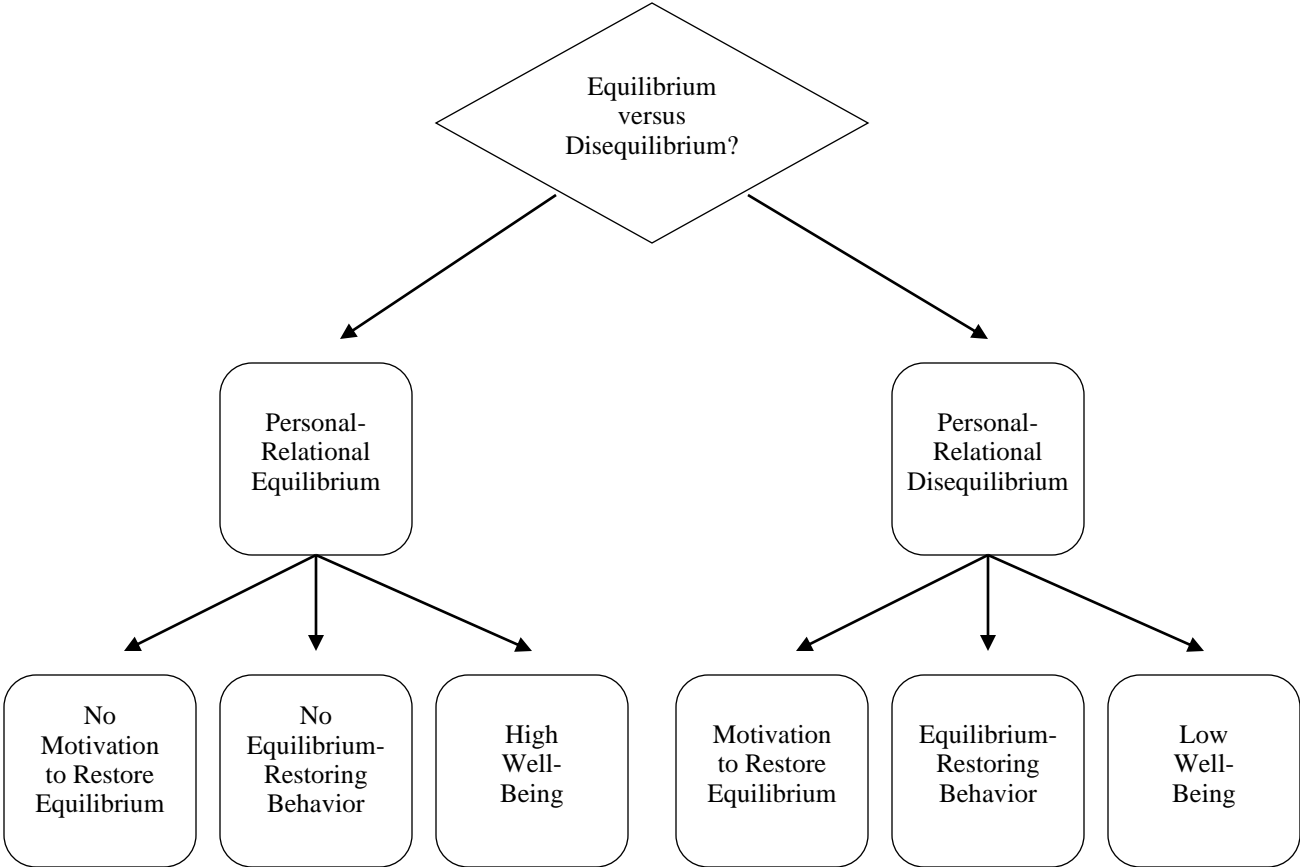 Equilibrium
versus
Disequilibrium?
Personal-
Relational
Equilibrium
Personal-
Relational
Disequilibrium
No
Motivation
to Restore
Equilibrium
No
Equilibrium-
Restoring
Behavior
High
Well-
Being
Motivation
to Restore
Equilibrium
Equilibrium-
Restoring
Behavior
Low
Well-
Being